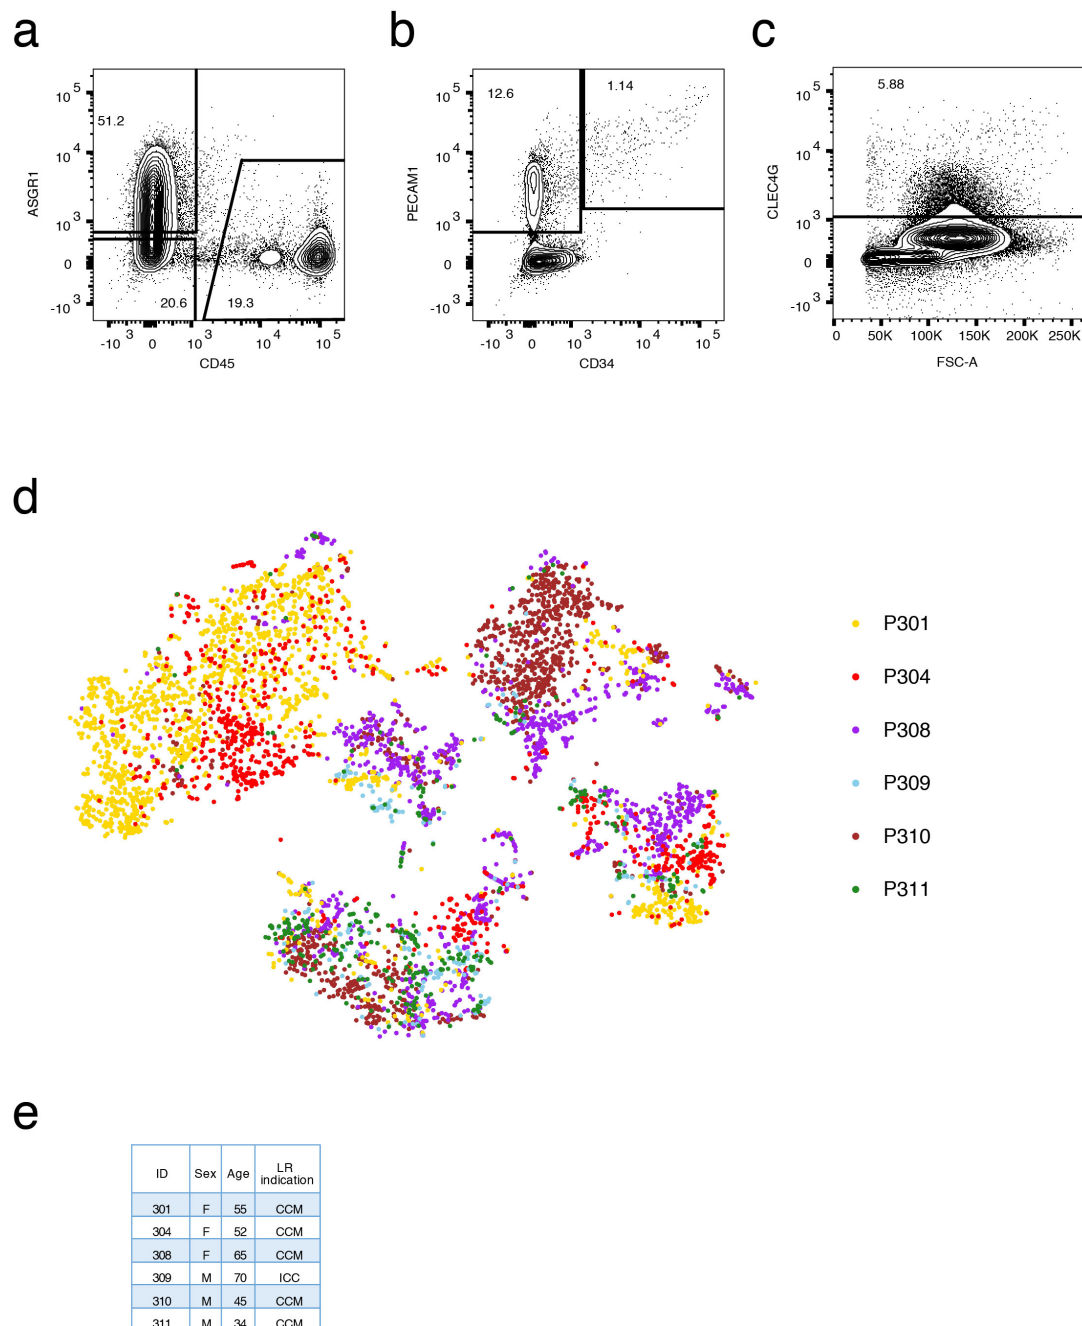 a
b
c
10 5
10 4
10 3
0
-10 3
ASGR1
51.2
20.6
19.3
-10 3
0
10 3
10 4
10 5
CD45
10 5
10 4
10 3
0
-10 3
PECAM1
12.6
1.14
-10 3
0
10 3
10 4
10 5
CD34
10 5
10 4
10 3
0
-10 3
CLEC4G
5.88
0
50K
100K
150K
200K
250K
FSC-A
d
P301
P304
P308
P309
P310
P311
e
ID Sex Age LR indication
301 F 55 CCM
304 F 52 CCM
308 F 65 CCM
309 M 70 ICC
310 M 45 CCM
311 M 34 CCM